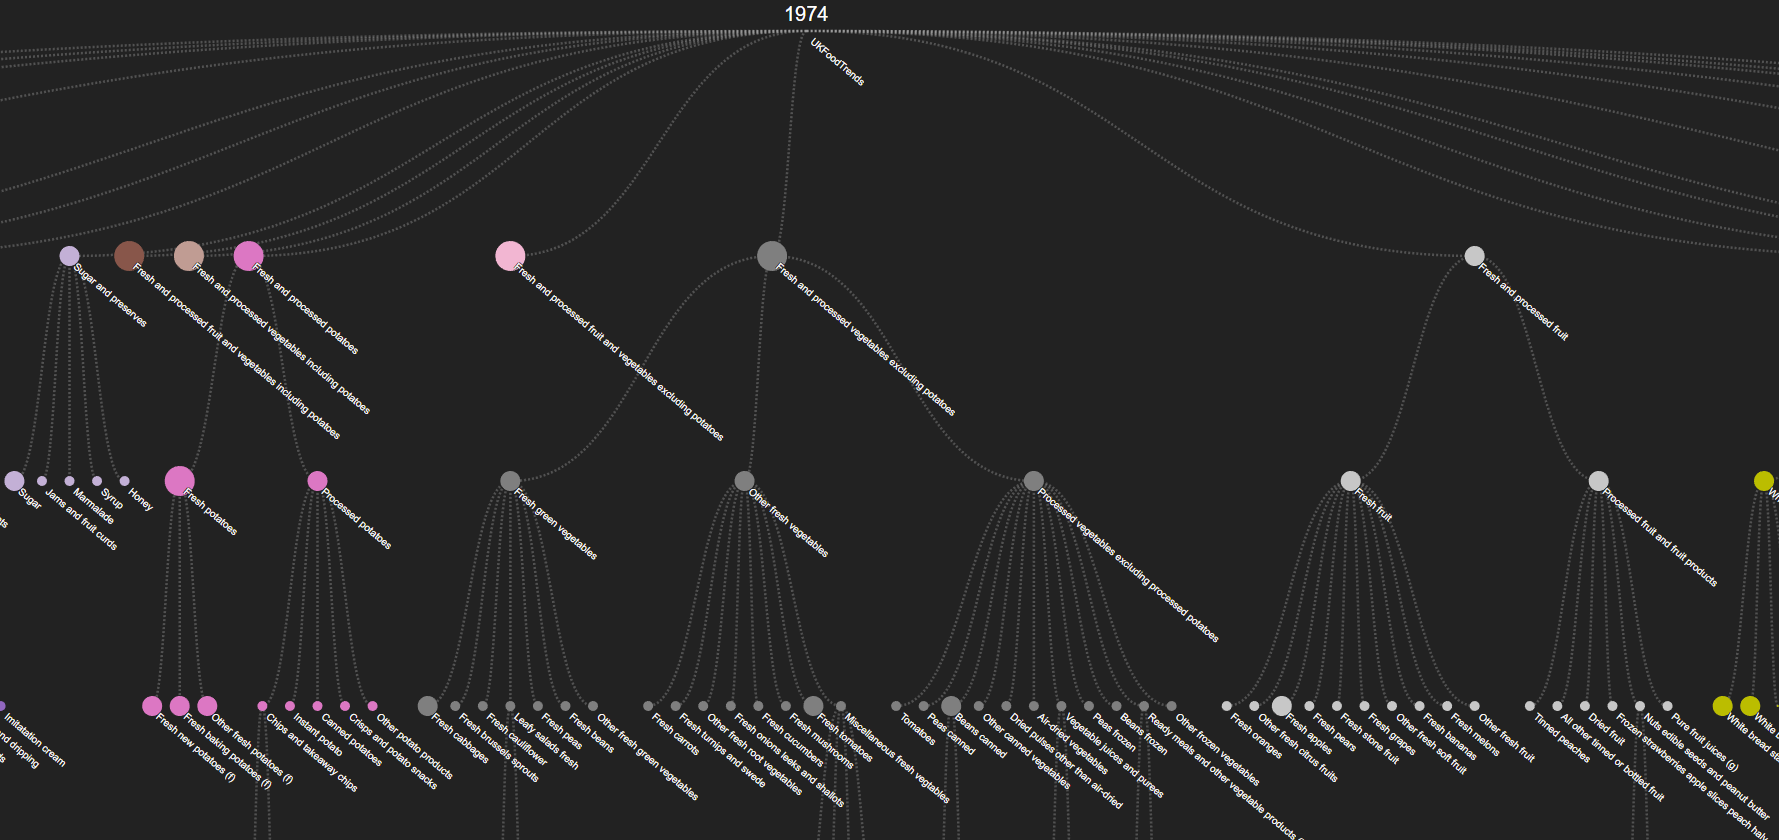 1974
UKFoodTrends
Sugar and preserves
Fresh and processed fruit and vegetables including potatoes
Fresh and processed vegetables including potatoes
Fresh and processed potatoes
Fresh and processed fruit and vegetables excluding potatoes
Fresh and processed vegetables excluding potatoes
Fresh and processed fruit
Sugar
Jams and fruit curds
Marmalade
Syrup
Honey
Fresh potatoes
Processed potatoes
Fresh green vegetables
Other fresh vegetables
Processed vegetables excluding processed potatoes
Fresh fruit
Processed fruit and fruit products
Imitation cream
and dripping
Fresh new potatoes (f)
Fresh baking potatoes (f)
Other fresh potatoes (f)
Chips and takeaway chips
Instant potato
Canned potatoes
Crisps and potato snacks
Other potato products
Fresh cabbages
Fresh brussels sprouts
Fresh cauliflower
Leafy salads fresh
Fresh peas
Fresh beans
Other fresh green vegetables
Fresh carrots
Fresh turnips and swede
Other fresh root vegetables
Fresh onions leeks and shallots
Fresh cucumbers
Fresh mushrooms
Fresh tomatoes
Miscellaneous fresh vegtables
Tomatoes
Peas canned
Beans canned
Other canned vegetables
Dried pulses other than air-dried
Air-dried vegetables
Vegetable juices and purees
Peas frozen
Beans frozen
Ready meals and other vegetable products
Other frozen vegetables
Fresh oranges
Other fresh citrus fruits
Fresh apples
Fresh pears
Fresh stone fruit
Fresh grapes
Other fresh soft fruit
Fresh bananas
Fresh melons
Other fresh fruit
Tinned peaches
All other tinned or bottled fruit
Dried fruit
Frozen strawberries apple slices peach
Nuts edible seeds and peanut butter
Pure fruit juices (g)
White bread
White